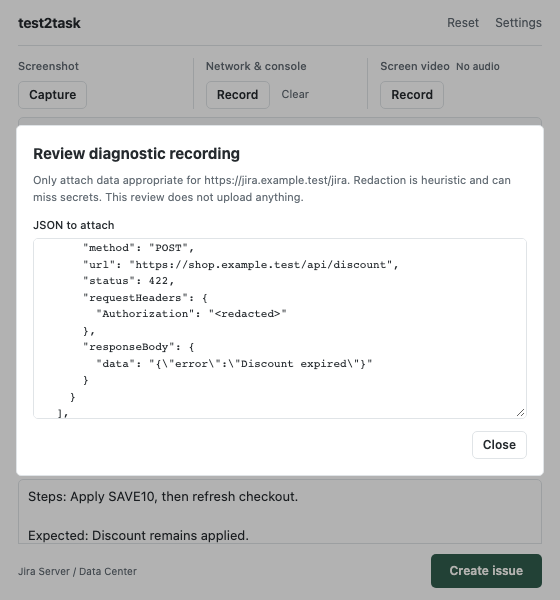 test2task
Reset Settings
Screenshot
Capture
Network & console
Record Clear
Screen video No audio
Record
Review diagnostic recording
Only attach data appropriate for https://jira.example.test/jira. Redaction is heuristic and can
miss secrets. This review does not upload anything.
JSON to attach
"method": "POST",
"url": "https://shop.example.test/api/discount",
"status": 422,
"requestHeaders": {
"Authorization": "<redacted>"
},
"responseBody": {
"data": "{\"error\":\"Discount expired\"}"
}
}
],
Close
Steps: Apply SAVE10, then refresh checkout.
Expected: Discount remains applied.
Jira Server / Data Center
Create issue